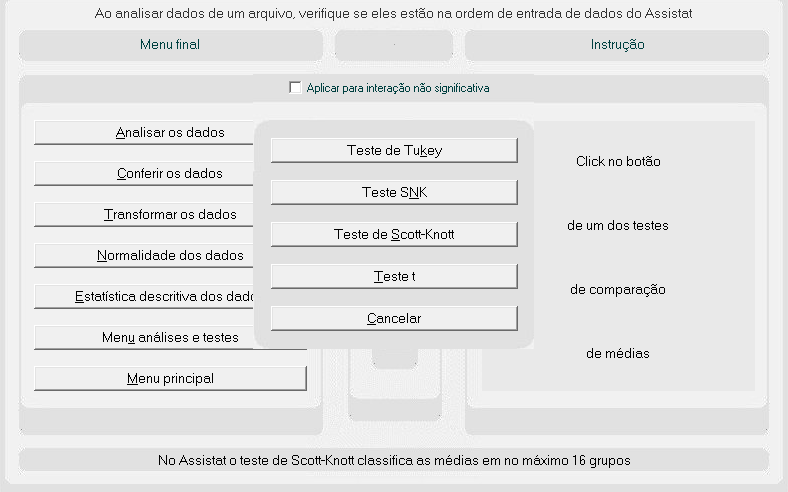 Ao analisar dados de um arquivo, verifique se eles estão na ordem de entrada de dados do Assistat
Menu final
Instrução
Aplicar para interação não significativa
Analisar os dados
Conferir os dados
Transformar os dados
Normalidade dos dados
Estatística descritiva dos dado
Menu análises e testes
Menu principal
Teste de Tukey
Teste SNK
Teste de Scott-Knott
Teste t
Cancelar
Click no botão
de um dos testes
de comparação
de médias
No Assistat o teste de Scott-Knott classifica as médias em no máximo 16 grupos